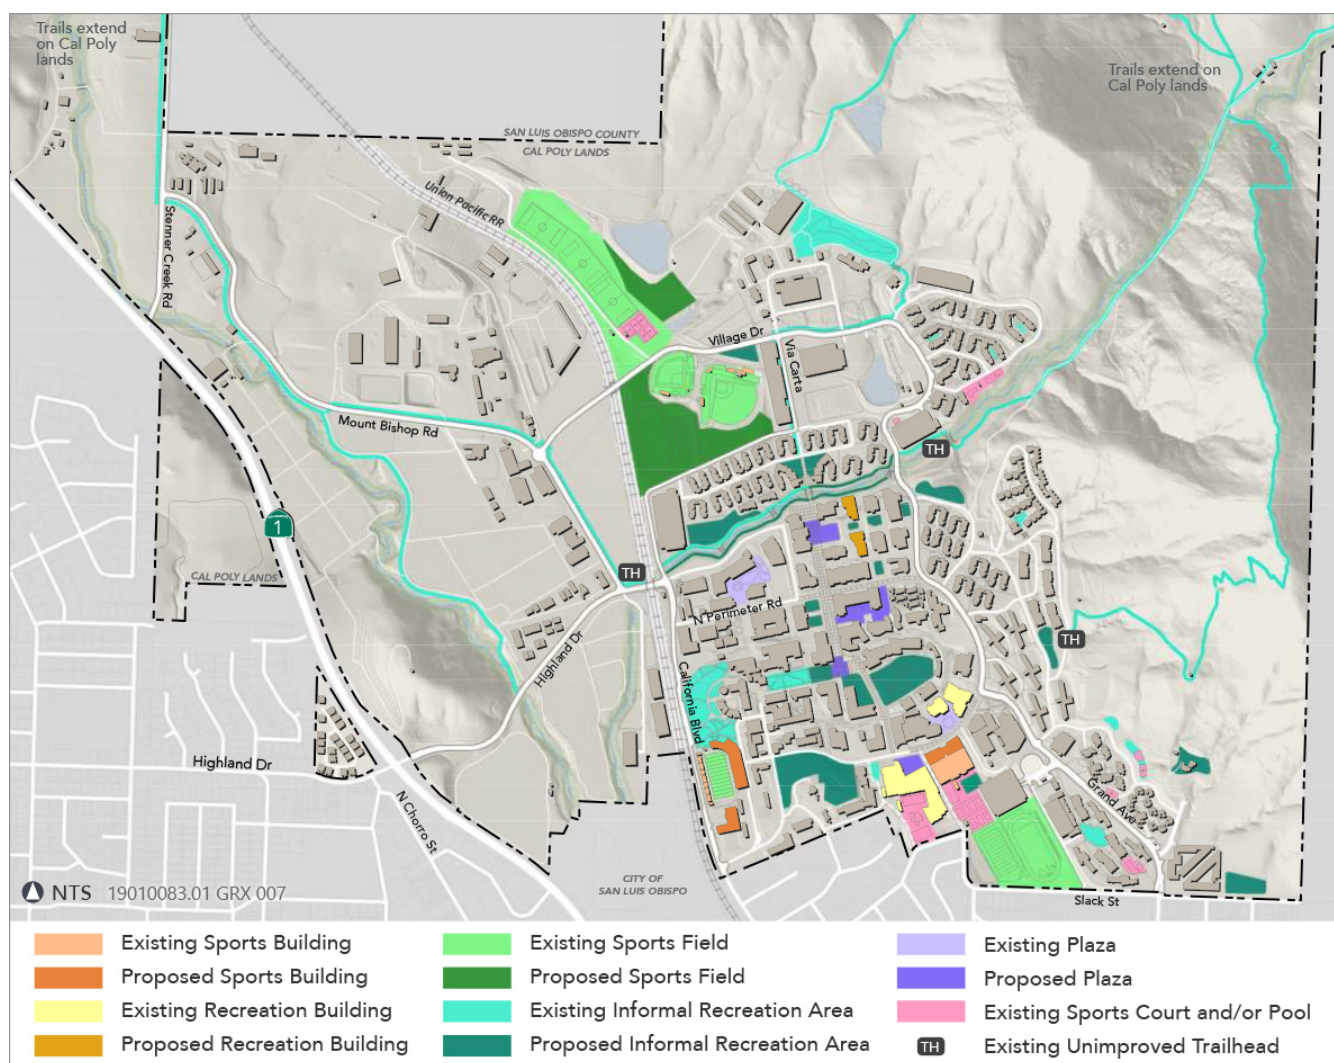 Trails extend
on Cal Poly
lands
Trails extend on
Cal Poly lands
SAN LUIS OBISPO COUNTY
CAL POLY LANDS
Union Pacific RR
Stenner Creek Rd
Village Dr
Via Carta
Mount Bishop Rd
TH
1
CAL POLY LANDS
TH
N Perimeter Rd
TH
Highland Dr
California Blvd
Highland Dr
N Chorro St
Grand Ave
CITY OF
SAN LUIS OBISPO
NTS 19010083.01 GRX 007
Slack St
Existing Sports Building
Proposed Sports Building
Existing Recreation Building
Proposed Recreation Building
Existing Sports Field
Proposed Sports Field
Existing Informal Recreation Area
Proposed Informal Recreation Area
Existing Plaza
Proposed Plaza
Existing Sports Court and/or Pool
TH Existing Unimproved Trailhead